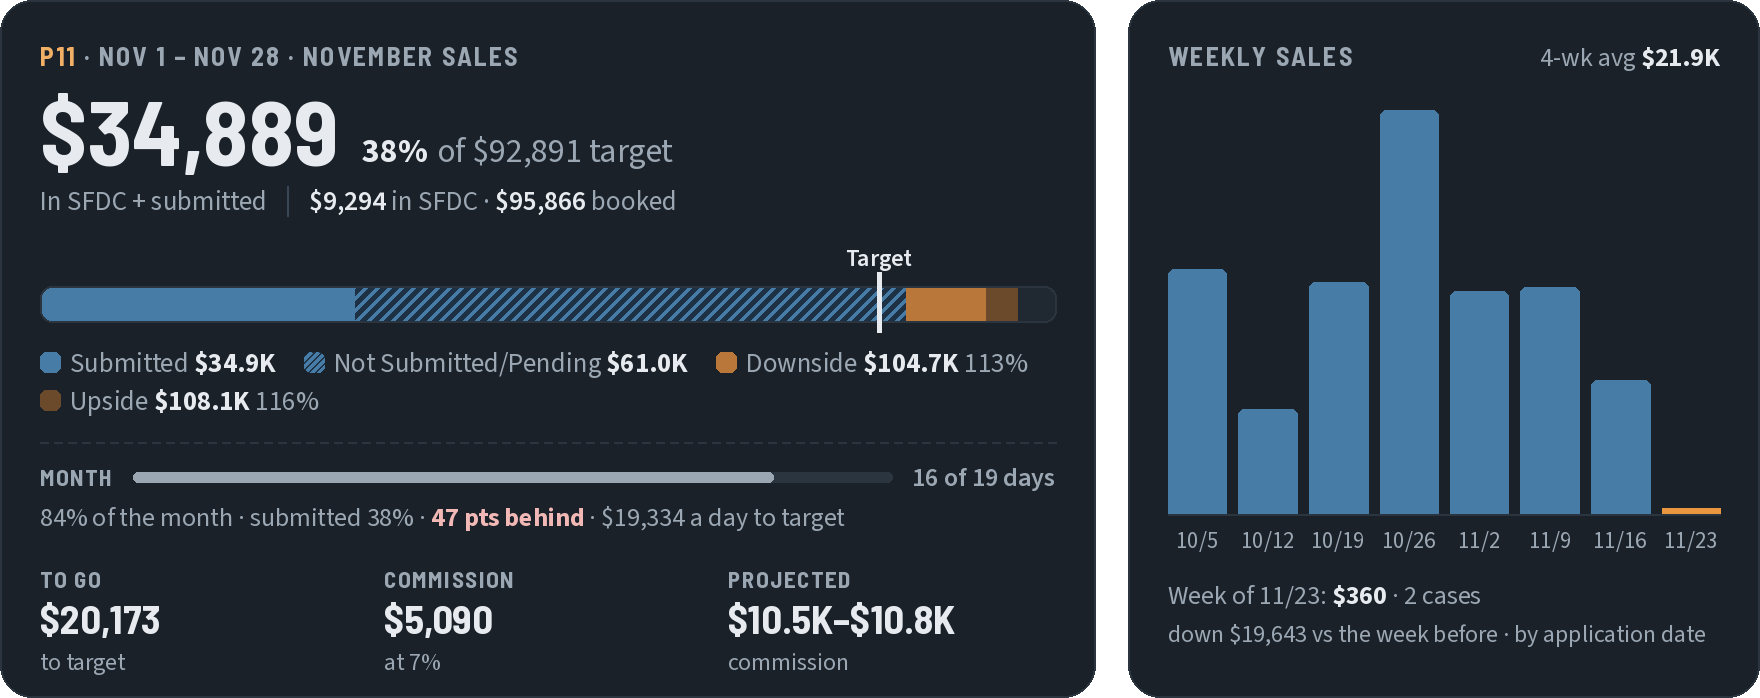 P11 · NOV 1 – NOV 28 · NOVEMBER SALES
$34,889 38% of $92,891 target
In SFDC + submitted $9,294 in SFDC · $95,866 booked
Target
Submitted $34.9K Not Submitted/Pending $61.0K Downside $104.7K 113%
Upside $108.1K 116%
MONTH 16 of 19 days
84% of the month · submitted 38% · 47 pts behind · $19,334 a day to target
TO GO COMMISSION PROJECTED
$20,173 $5,090 $10.5K–$10.8K
to target at 7% commission
WEEKLY SALES 4-wk avg $21.9K
10/5 10/12 10/19 10/26 11/2 11/9 11/16 11/23
Week of 11/23: $360 · 2 cases
down $19,643 vs the week before · by application date